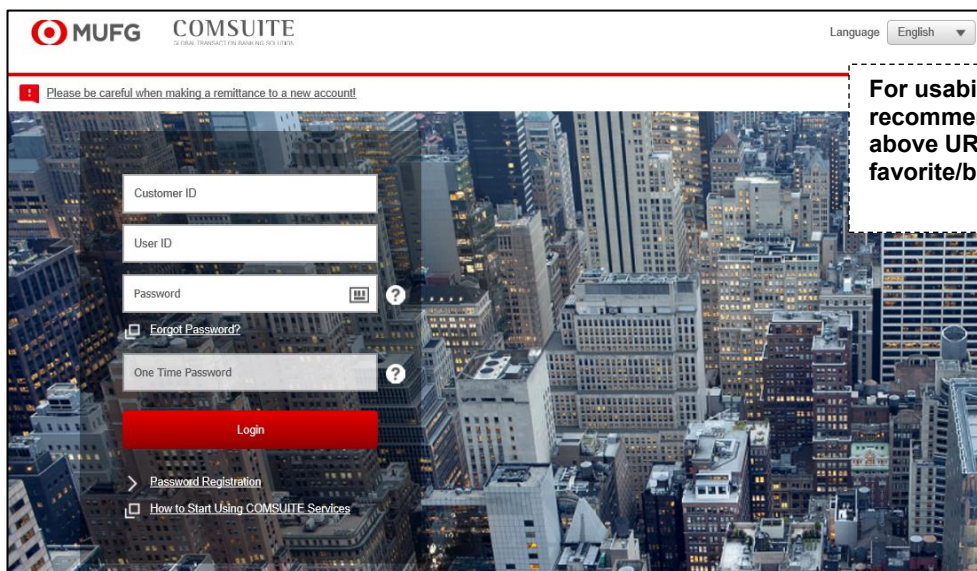 MUFG
COMSUITE
GLOBAL TRANSACTION BANKING SOLUTION
Language English
Please be careful when making a remittance to a new account!
For usabi
recommen
above UR
favorite/b
Customer ID
User ID
Password
?
Forgot Password?
One Time Password
?
Login
Password Registration
How to Start Using COMSUITE Services